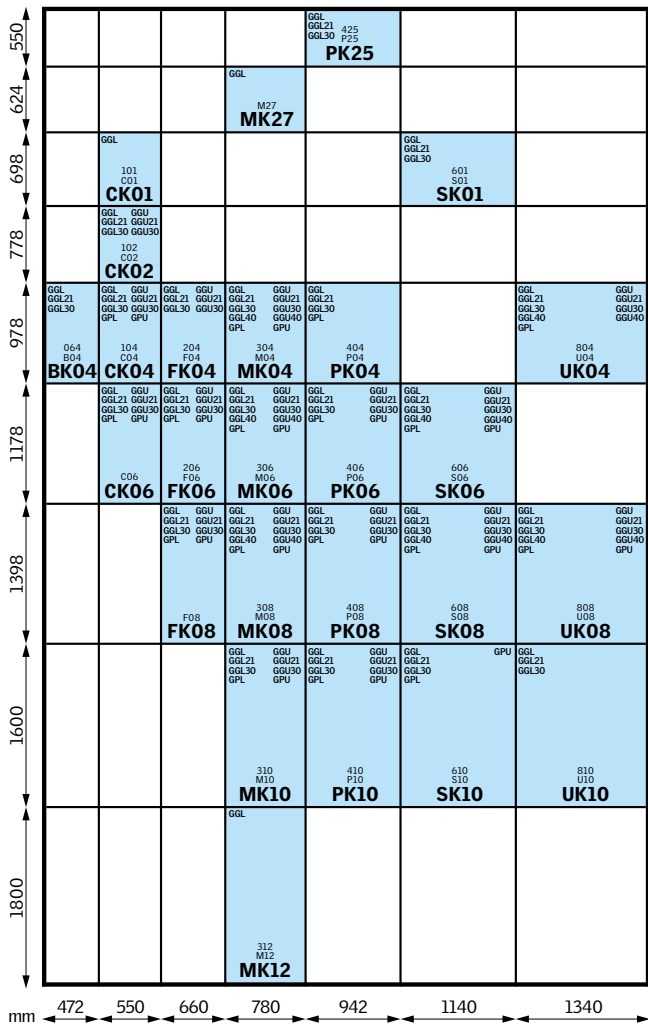 550
GGL
GGL21
GGL30
425
P25
PK25
624
GGL
M27
MK27
698
GGL
101
C01
CK01
GGL
GGL21
GGL30
601
S01
SK01
778
GGL GGU
GGL21 GGU21
GGL30 GGU30
102
C02
CK02
978
GGL
GGL21
GGL30
064
B04
BK04
GGL GGU
GGL21 GGU21
GGL30 GGU30
GPL GPU
104
C04
CK04
GGL GGU
GGL21 GGU21
GGL30 GGU30
204
F04
FK04
GGL GGU
GGL21 GGU21
GGL30 GGU30
GGL40 GGU40
GPL GPU
304
M04
MK04
GGL
GGL21
GGL30
GPL
404
P04
PK04
GGL GGU
GGL21 GGU21
GGL30 GGU30
GGL40 GGU40
GPL
804
U04
UK04
1178
GGL GGU
GGL21 GGU21
GGL30 GGU30
GPL GPU
C06
CK06
GGL GGU
GGL21 GGU21
GGL30 GGU30
GPL GPU
206
F06
FK06
GGL GGU
GGL21 GGU21
GGL30 GGU30
GGL40 GGU40
GPL GPU
306
M06
MK06
GGL GGU
GGL21 GGU21
GGL30 GGU30
GPL GPU
406
P06
PK06
GGL GGU
GGL21 GGU21
GGL30 GGU30
GGL40 GGU40
GPL GPU
606
S06
SK06
1398
GGL GGU
GGL21 GGU21
GGL30 GGU30
GPL GPU
F08
FK08
GGL GGU
GGL21 GGU21
GGL30 GGU30
GGL40 GGU40
GPL GPU
308
M08
MK08
GGL GGU
GGL21 GGU21
GGL30 GGU30
GPL GPU
408
P08
PK08
GGL GGU
GGL21 GGU21
GGL30 GGU30
GGL40 GGU40
GPL GPU
608
S08
SK08
GGL GGU
GGL21 GGU21
GGL30 GGU30
GGL40 GGU40
GPL GPU
808
U08
UK08
1600
GGL GGU
GGL21 GGU21
GGL30 GGU30
GPL GPU
310
M10
MK10
GGL GGU
GGL21 GGU21
GGL30 GGU30
GPL GPU
410
P10
PK10
GGL GPU
GGL21
GGL30
GPL
610
S10
SK10
GGL
GGL21
GGL30
810
U10
UK10
1800
GGL
312
M12
MK12
mm 472 550 660 780 942 1140 1340